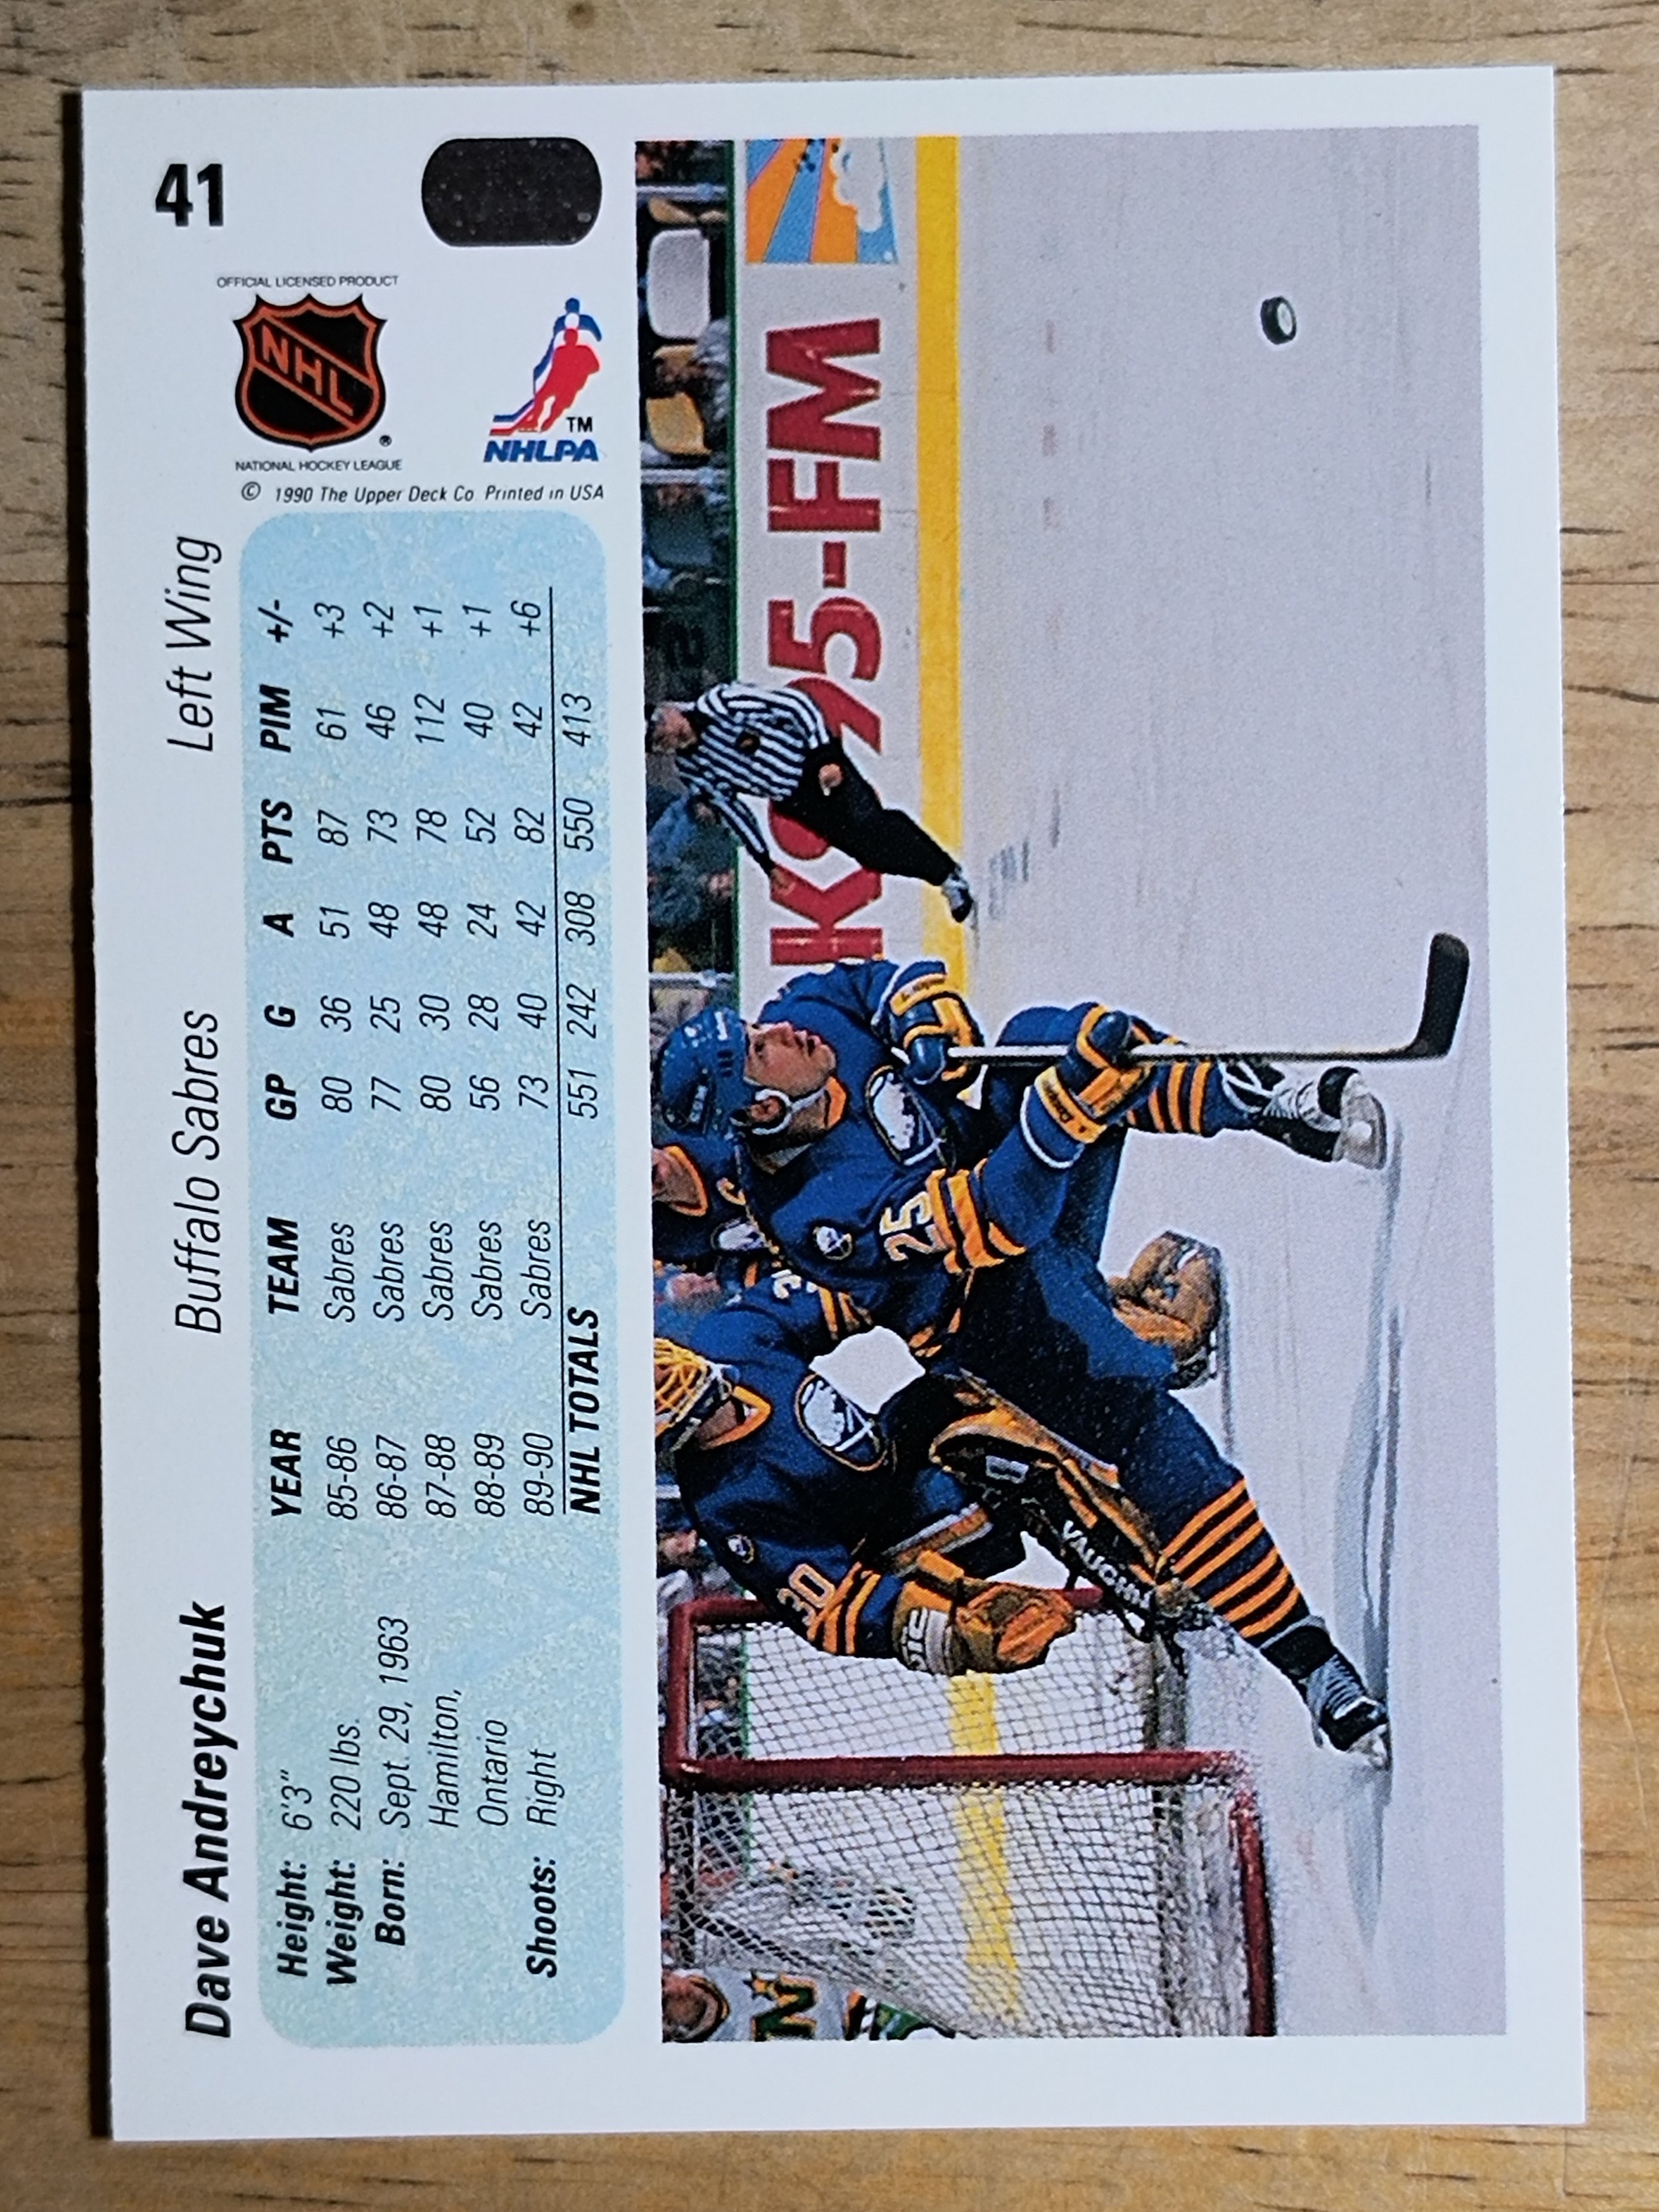 41
Dave Andreychuk Buffalo Sabres Left Wing
OFFICIAL LICENSED PRODUCT
NHL
®
NATIONAL HOCKEY LEAGUE
TM
NHLPA
© 1990 The Upper Deck Co. Printed in USA
Height: 6'3"
Weight: 220 lbs.
Born: Sept. 29, 1963
Hamilton,
Ontario
Shoots: Right
YEAR TEAM GP G A PTS PIM +/-
85-86 Sabres 80 36 51 87 61 +3
86-87 Sabres 77 25 48 73 46 +2
87-88 Sabres 80 30 48 78 112 +1
88-89 Sabres 56 28 24 52 40 +1
89-90 Sabres 73 40 42 82 42 +6
NHL TOTALS 551 242 308 550 413
95-FM
25
30
VAUGHN
N